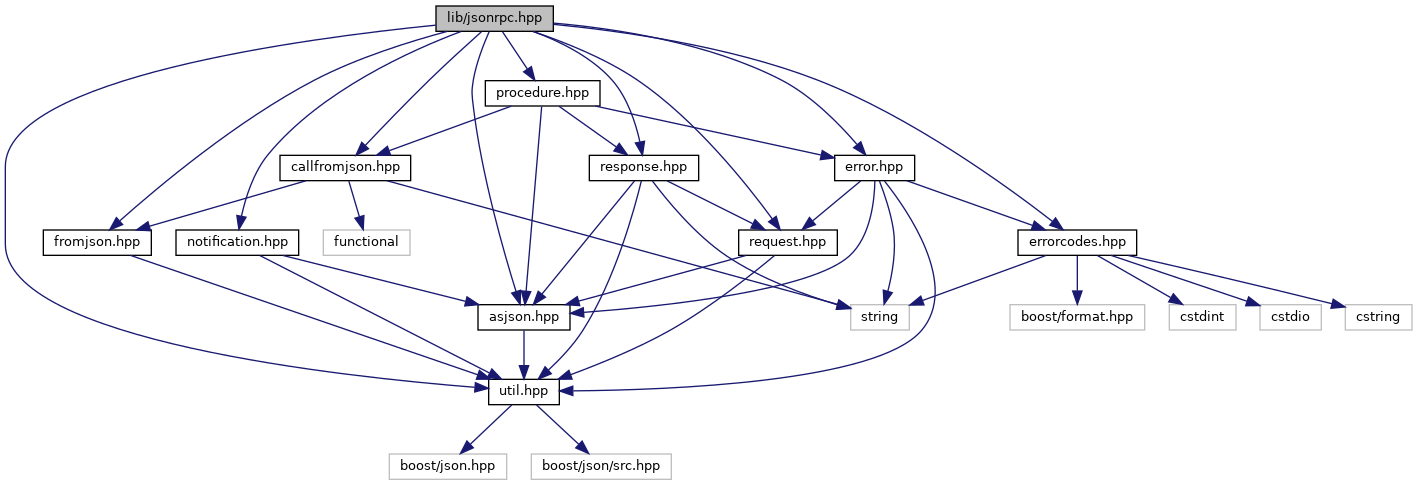 lib/jsonrpc.hpp
procedure.hpp
callfromjson.hpp
response.hpp
error.hpp
fromjson.hpp
notification.hpp
functional
request.hpp
errorcodes.hpp
asjson.hpp
string
boost/format.hpp
cstdint
cstdio
cstring
util.hpp
boost/json.hpp
boost/json/src.hpp